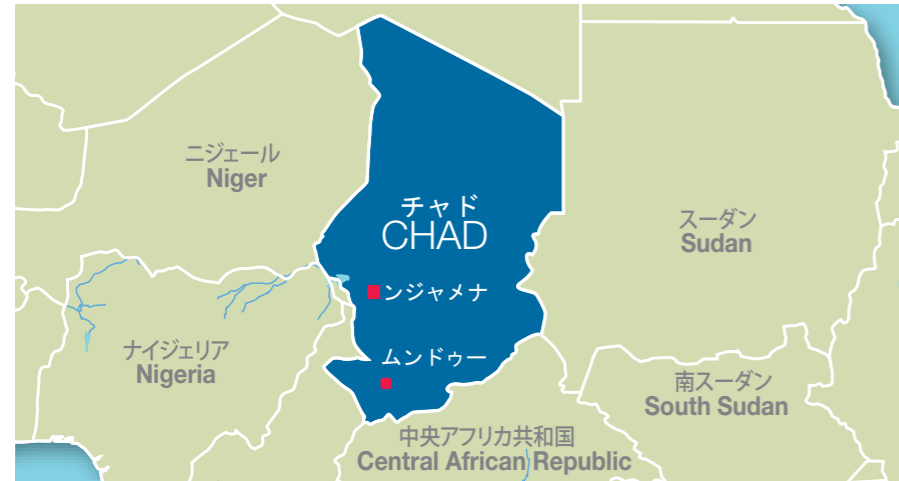 ニジェール
Niger
チャド
CHAD
スーダン
Sudan
ンジャメナ
ナイジェリア
Nigeria
ムンドゥー
南スーダン
South Sudan
中央アフリカ共和国
Central African Republic